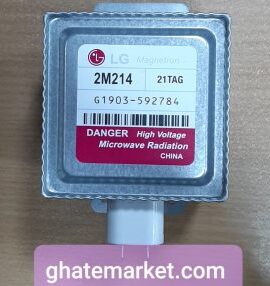 LG Magnetron
2M214 21TAG
G1903-592784
DANGER High Voltage
Microwave Radiation
CHINA
ghatemarket.com